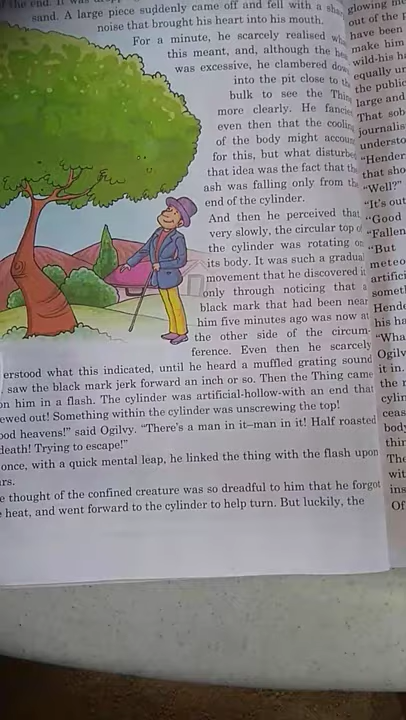 the end. It was
sand. A large piece suddenly came off and fell with a
noise that brought his heart into his mouth.
For a minute, he scarcely realised
this meant, and, although the
was excessive, he clambered
into the pit close to
bulk to see the Thing
more clearly. He
even then that the cooling
of the body might
for this, but what
that idea was the fact that
ash was falling only from
end of the cylinder.
And then he perceived that
very slowly, the circular top
the cylinder was rotating on
its body. It was such a gradual
movement that he discovered it
only through noticing that a
black mark that had been near
him five minutes ago was now at
the other side of the circum-
ference. Even then he scarcely
erstood what this indicated, until he heard a muffled grating sound
saw the black mark jerk forward an inch or so. Then the Thing came
on him in a flash. The cylinder was artificial-hollow-with an end that
ewed out! Something within the cylinder was unscrewing the top!
ood heavens!” said Ogilvy. “There's a man in it–man in it! Half roasted
death! Trying to escape!”
once, with a quick mental leap, he linked the thing with the flash upon
rs.
e thought of the confined creature was so dreadful to him that he forgot
heat, and went forward to the cylinder to help turn. But luckily, the
glowing
out of the
have been
make him
wild-his
equally
the public
large and
That
journalis
understo
“Hender
that sho
“Well?”
“It's out
“Good
“Fallen
“But
meteo
artifici
someth
Hende
his ha
“Wha
Ogilv
it in.
the
cylin
ceas
body
thin
The
wit
ins
Of